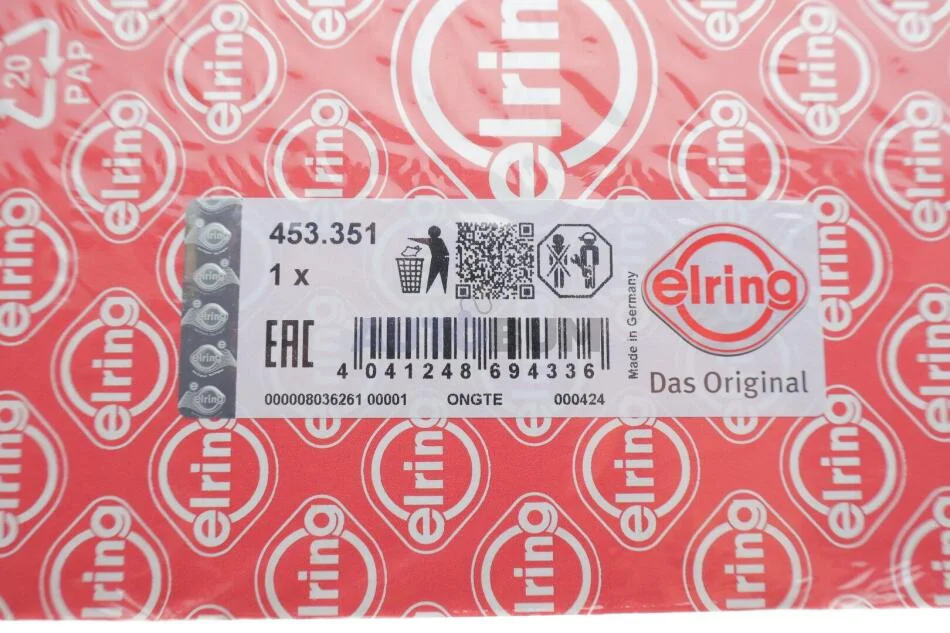 20
PAP
elring
453.351
1 x
EAC
4 041248 694336
000008036261 00001 ONGTE 000424
Made in Germany
elring
Das Original